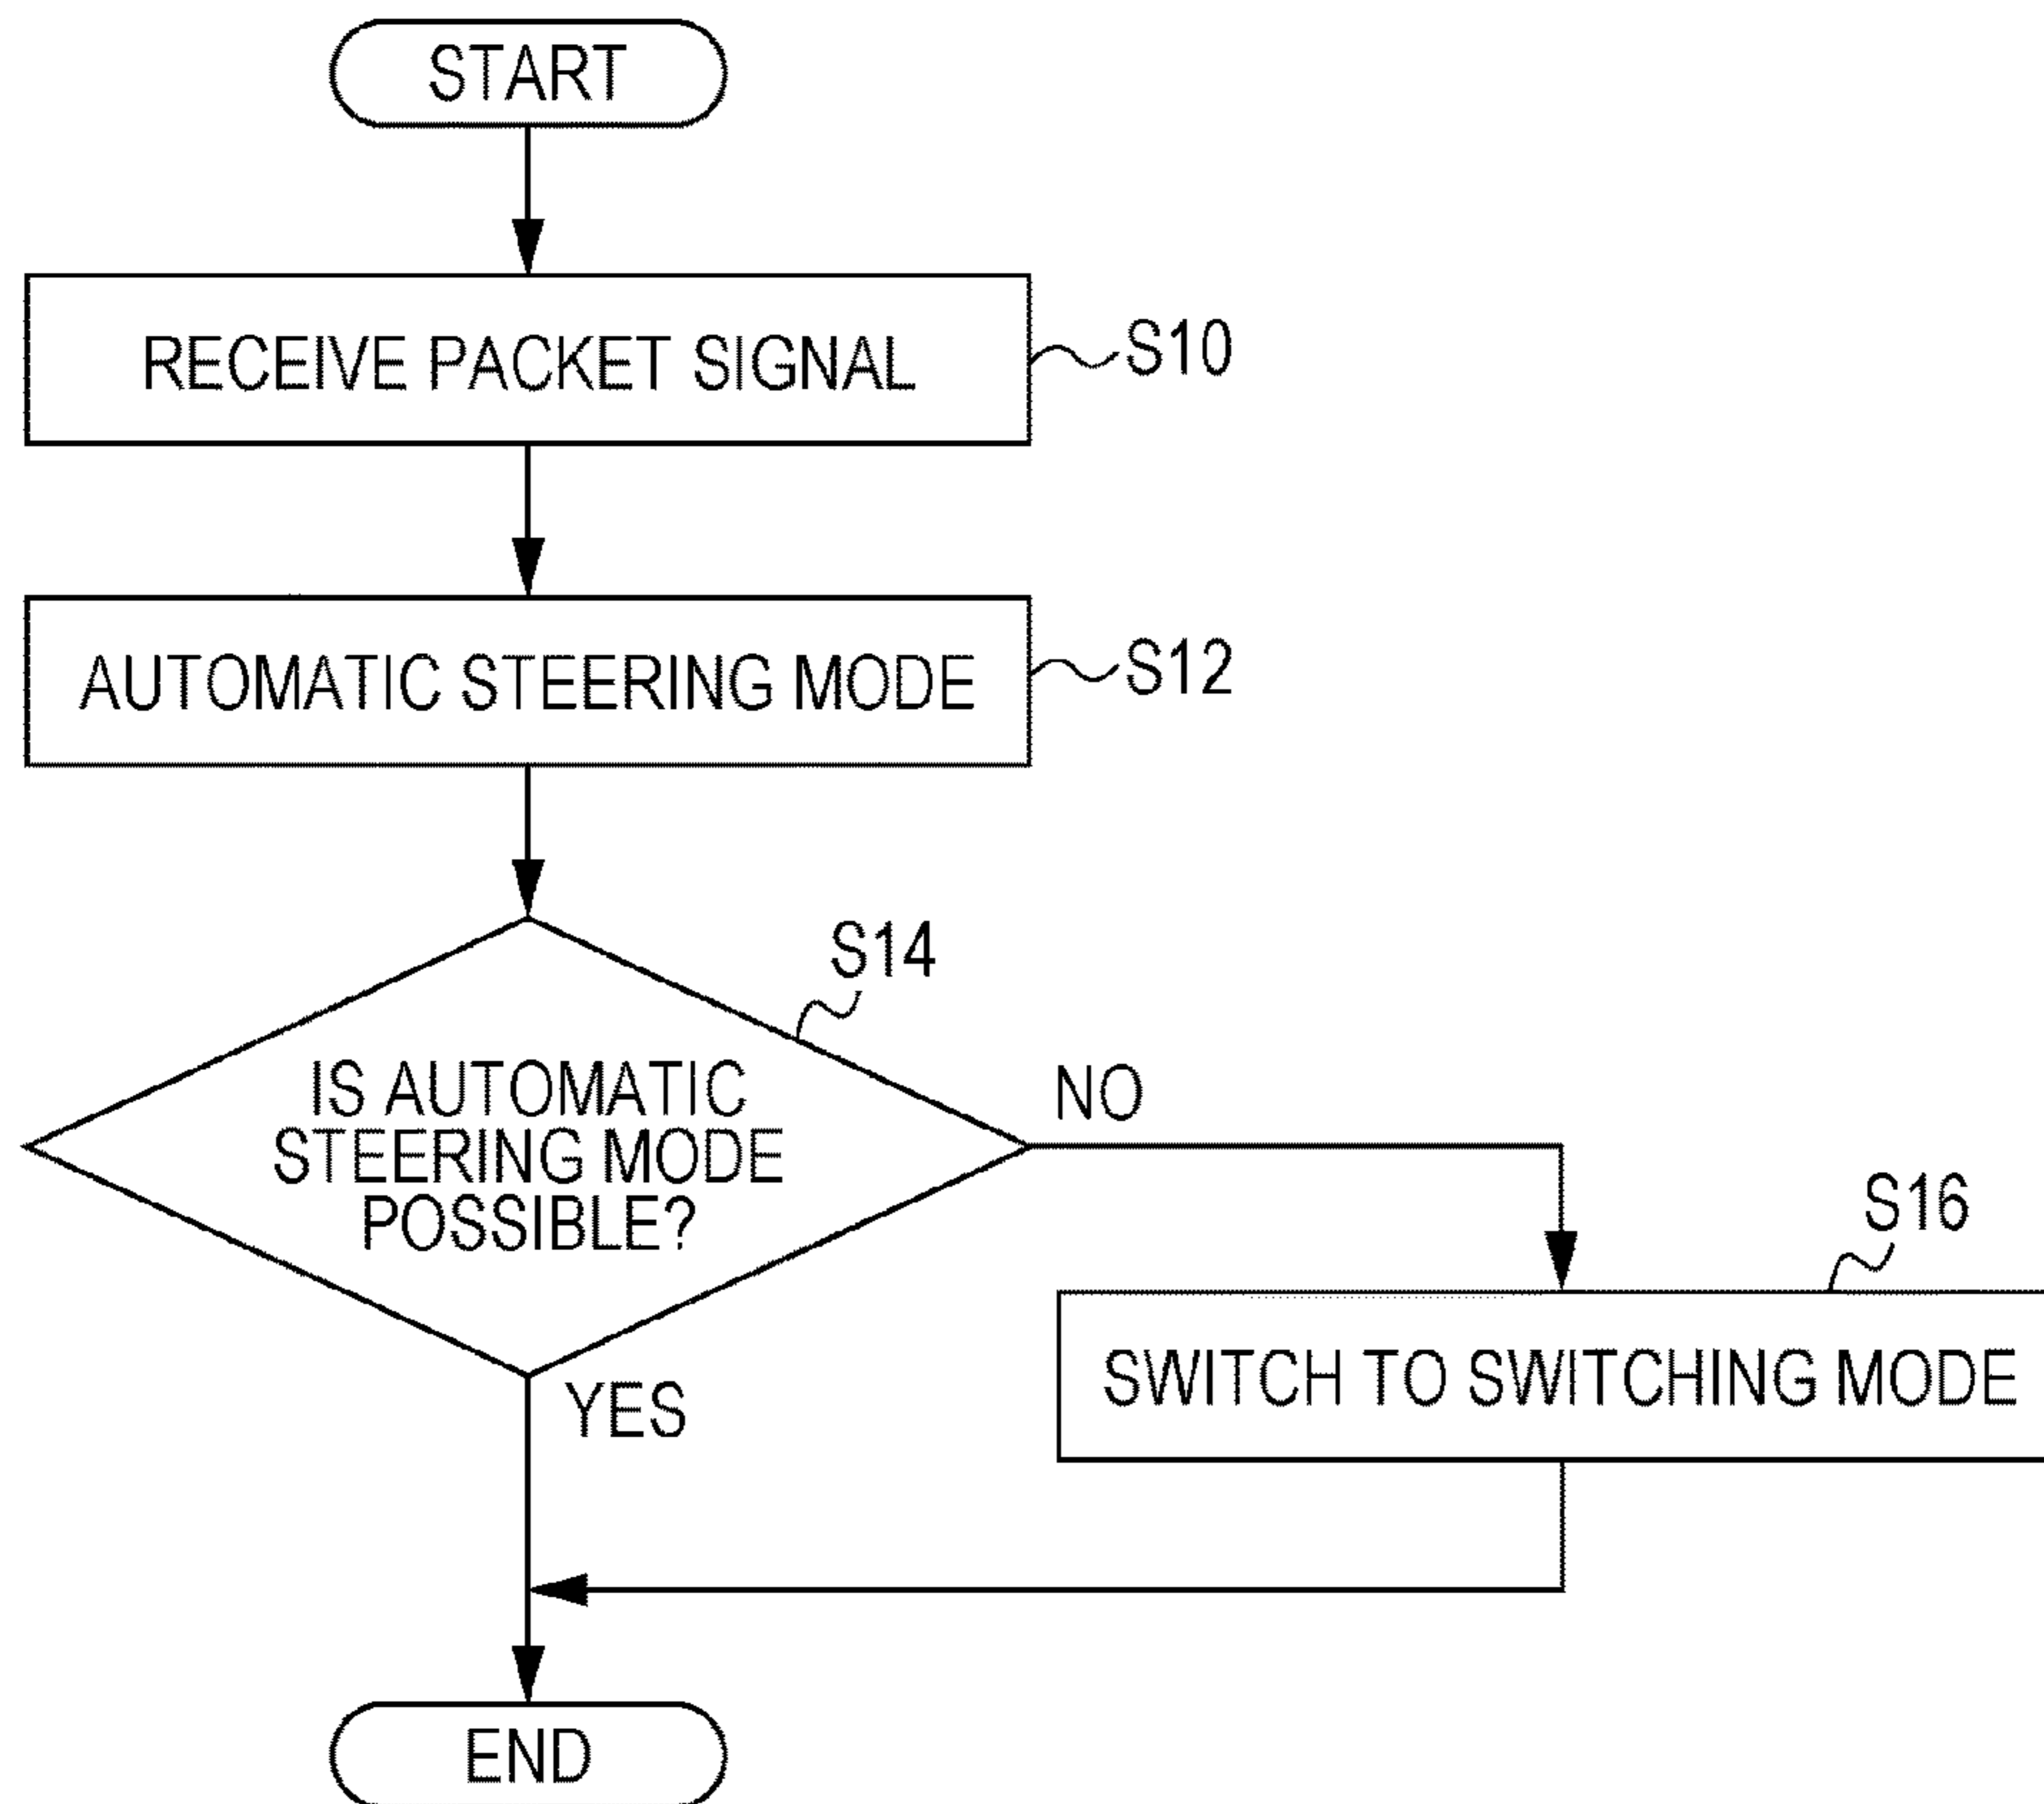 START
RECEIVE PACKET SIGNAL
S10
AUTOMATIC STEERING MODE
S12
S14
IS AUTOMATIC
STEERING MODE
POSSIBLE?
NO
S16
SWITCH TO SWITCHING MODE
YES
END